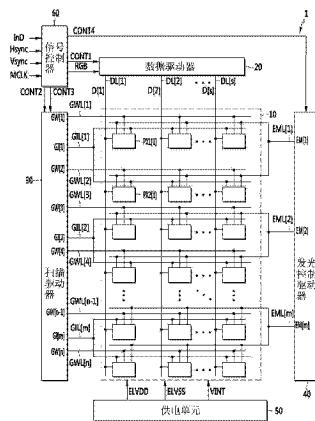 60
CONT4
1
InD
Hsync
Vsync
MCLK
信号控制器
CONT1
RGB
数据驱动器
20
CONT2
CONT3
DL[1]
DL[2]
DL[s]
D[1]
D[2]
D[s]
GWL[1]
10
GW[1]
GIL[1]
EML[1]
GI[1]
PX1[1]
EM[1]
GW[2]
GWL[2]
30
GWL[3]
PX2[1]
GW[3]
GIL[2]
EML[2]
GI[2]
EM[2]
GW[4]
GWL[4]
扫描驱动器
发光控制驱动器
GWL[n-1]
GW[n-1]
GIL[m]
EML[m]
GI[m]
EM[m]
GW[n]
GWL[n]
40
ELVDD
ELVSS
VINT
供电单元
50